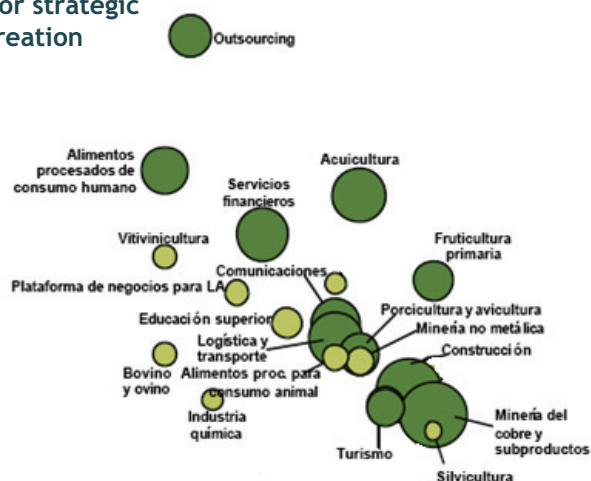 or strategic
reation
Outsourcing
Alimentos
procesados de
consumo humano
Acuicultura
Servicios
financieros
Vitivinicultura
Fruticultura
primaria
Comunicaciones
Plataforma de negocios para LA
Porcicultura y avicultura
Educación superior
Minería no metálica
Logística y
transporte
Construcción
Bovino
y ovino
Alimentos proc. para
consumo animal
Industria
química
Minería del
cobre y
subproductos
Turismo
Silvicultura